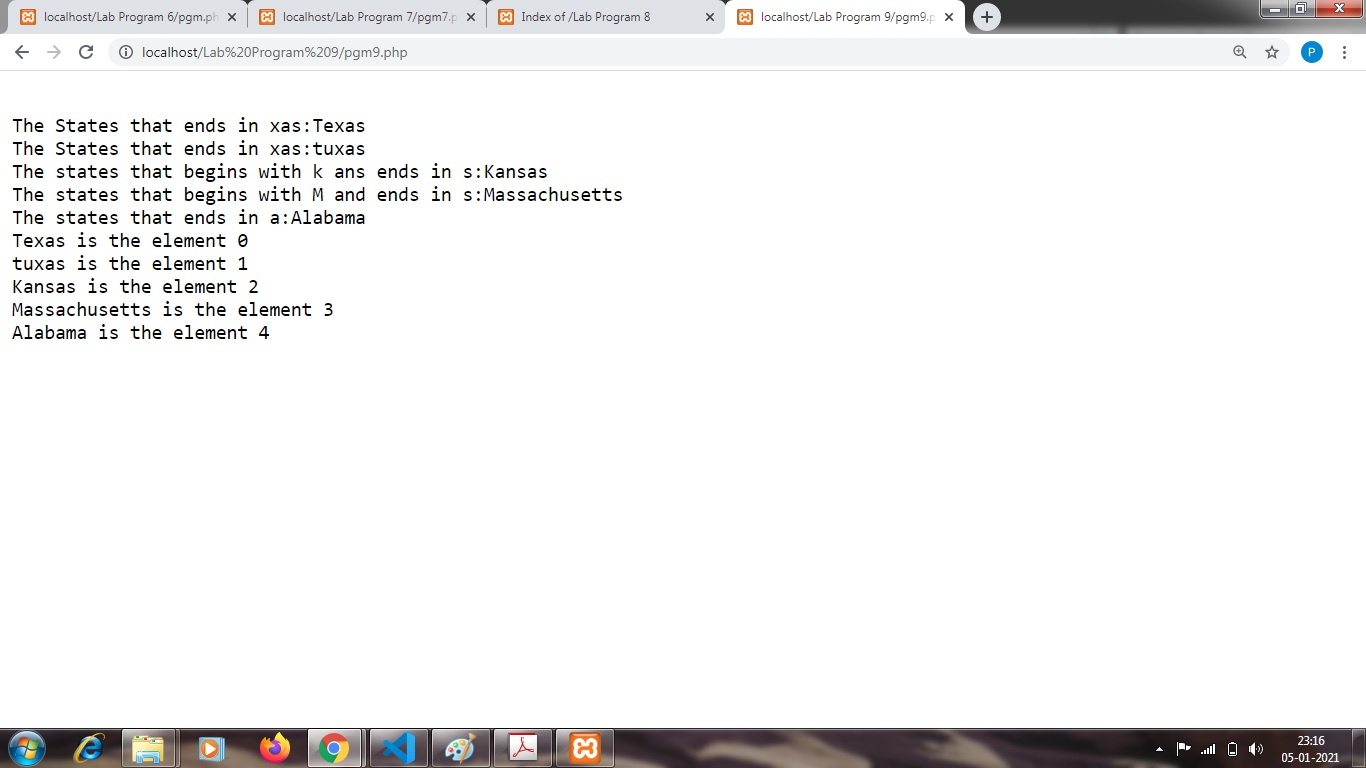 localhost/Lab Program 6/pgm.ph
localhost/Lab Program 7/pgm7.p
Index of /Lab Program 8
localhost/Lab Program 9/pgm9.p
localhost/Lab%20Program%209/pgm9.php
P
The States that ends in xas:Texas
The States that ends in xas:tuxas
The states that begins with k ans ends in s:Kansas
The states that begins with M and ends in s:Massachusetts
The states that ends in a:Alabama
Texas is the element 0
tuxas is the element 1
Kansas is the element 2
Massachusetts is the element 3
Alabama is the element 4
23:16
05-01-2021